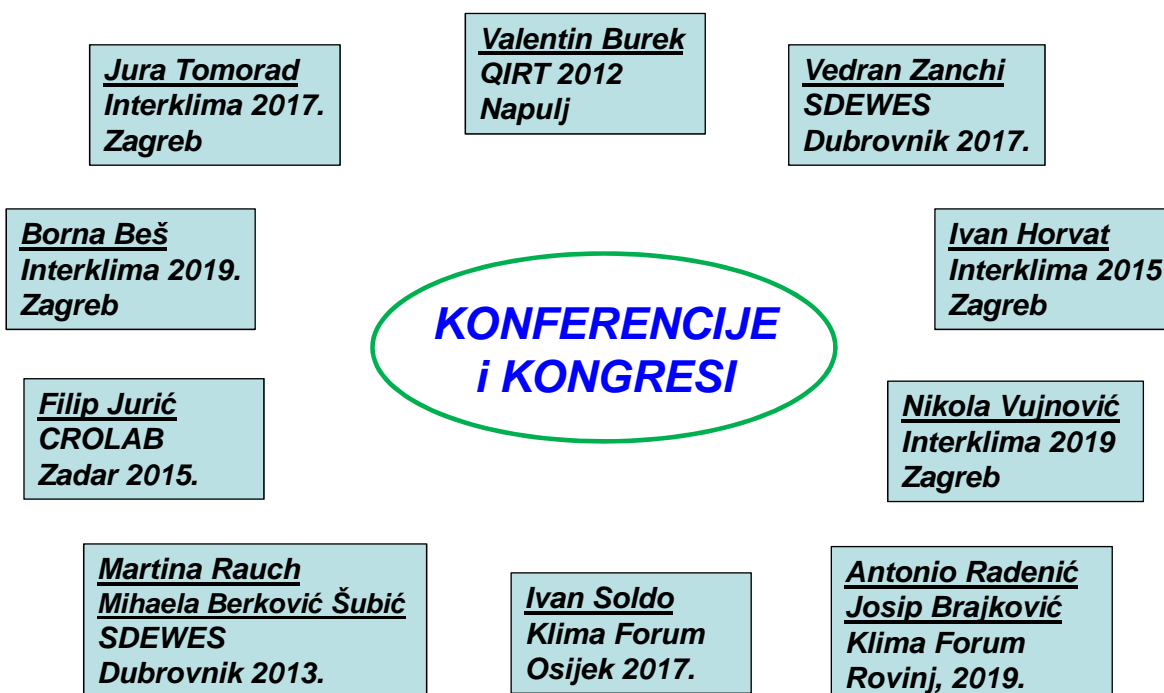 Valentin Burek
QIRT 2012
Napulj
Jura Tomorad
Interklima 2017.
Zagreb
Vedran Zanchi
SDEWES
Dubrovnik 2017.
Borna Beš
Interklima 2019.
Zagreb
Ivan Horvat
Interklima 2015
Zagreb
KONFERENCIJE
i KONGRESI
Filip Jurić
CROLAB
Zadar 2015.
Nikola Vujnović
Interklima 2019
Zagreb
Martina Rauch
Mihaela Berković Šubić
SDEWES
Dubrovnik 2013.
Ivan Soldo
Klima Forum
Osijek 2017.
Antonio Radenić
Josip Brajković
Klima Forum
Rovinj, 2019.